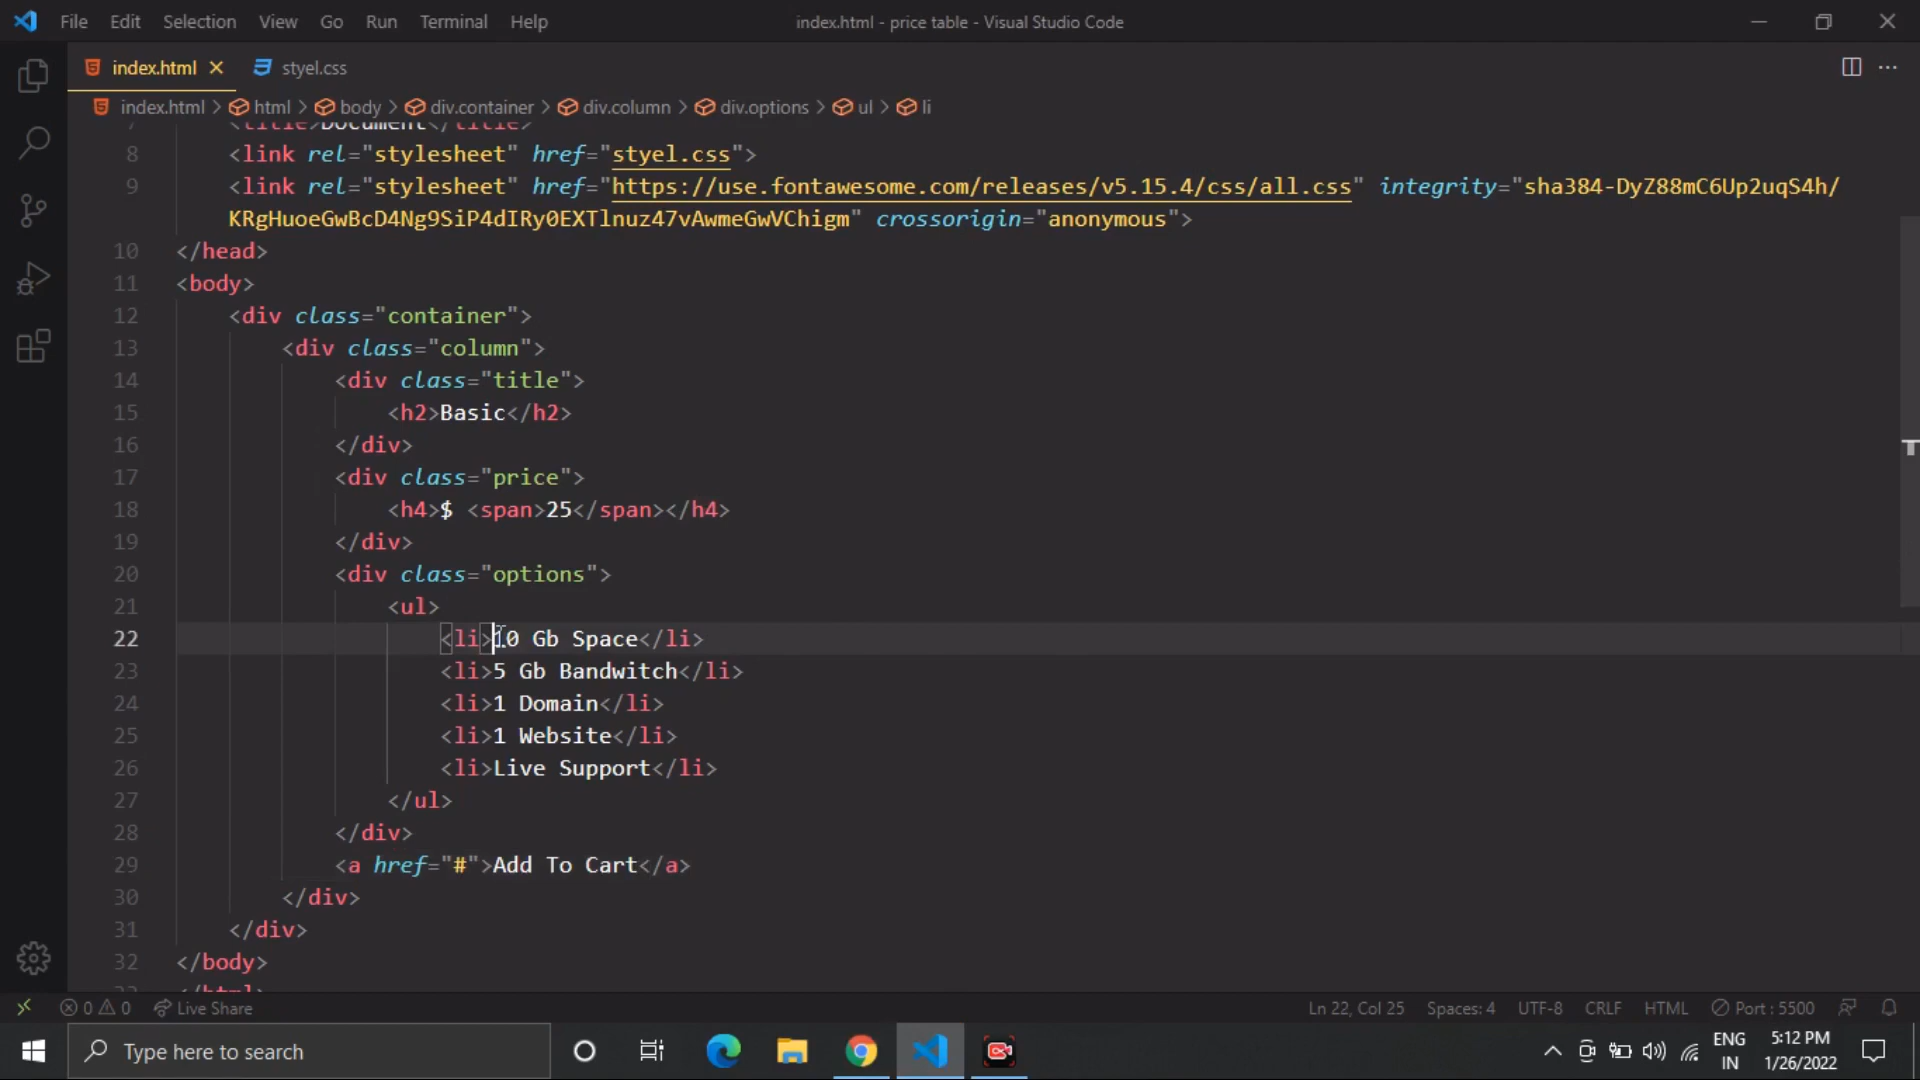 File Edit Selection View Go Run Terminal Help index.html - price table - Visual Studio Code
index.html styel.css
index.html > html > body > div.container > div.column > div.options > ul > li
7 <title>Document</title>
8 <link rel="stylesheet" href="styel.css">
9 <link rel="stylesheet" href="https://use.fontawesome.com/releases/v5.15.4/css/all.css" integrity="sha384-DyZ88mC6Up2uqS4h/
KRgHuoeGwBcD4Ng9SiP4dIRy0EXTlnuz47vAwmeGwVChigm" crossorigin="anonymous">
10 </head>
11 <body>
12 <div class="container">
13 <div class="column">
14 <div class="title">
15 <h2>Basic</h2>
16 </div>
17 <div class="price">
18 <h4>$ <span>25</span></h4>
19 </div>
20 <div class="options">
21 <ul>
22 <li>10 Gb Space</li>
23 <li>5 Gb Bandwitch</li>
24 <li>1 Domain</li>
25 <li>1 Website</li>
26 <li>Live Support</li>
27 </ul>
28 </div>
29 <a href="#">Add To Cart</a>
30 </div>
31 </div>
32 </body>
33 </html>
0 0 Live Share Ln 22, Col 25 Spaces: 4 UTF-8 CRLF HTML Port : 5500
Type here to search ENG IN 5:12 PM 1/26/2022